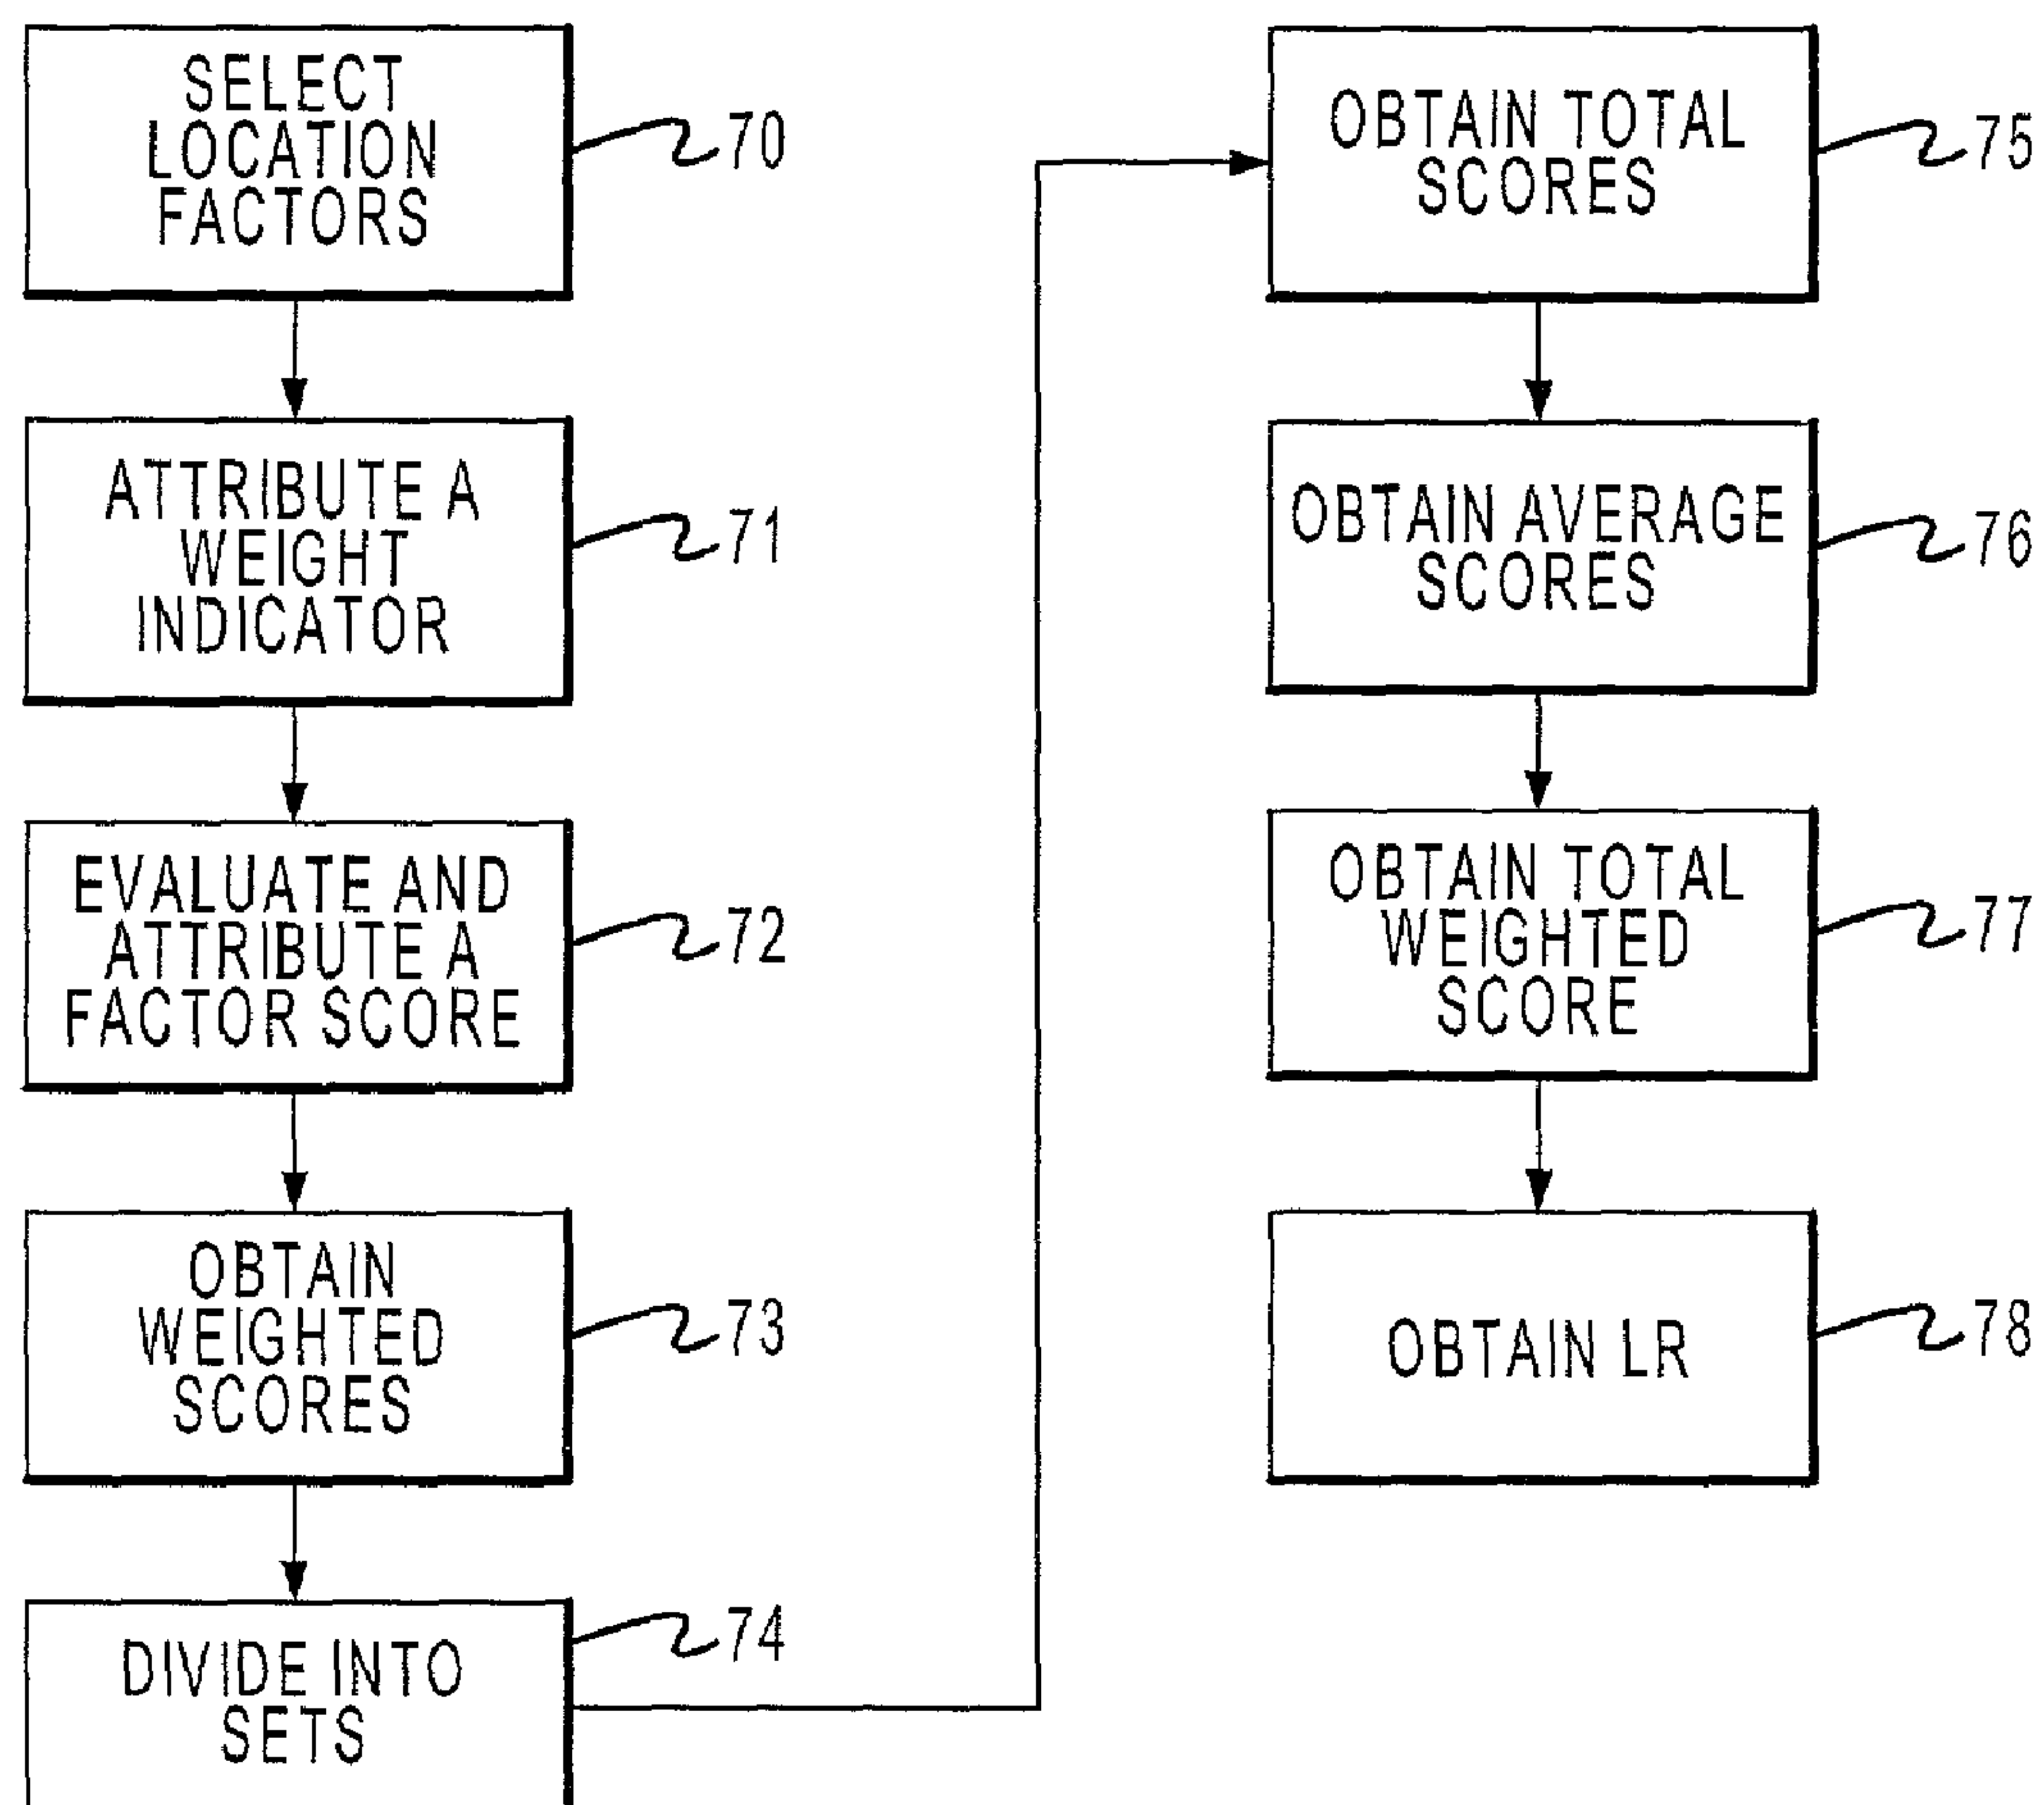 SELECT
LOCATION
FACTORS
70
ATTRIBUTE A
WEIGHT
INDICATOR
71
EVALUATE AND
ATTRIBUTE A
FACTOR SCORE
72
OBTAIN
WEIGHTED
SCORES
73
DIVIDE INTO
SETS
74
OBTAIN TOTAL
SCORES
75
OBTAIN AVERAGE
SCORES
76
OBTAIN TOTAL
WEIGHTED
SCORE
77
OBTAIN LR
78